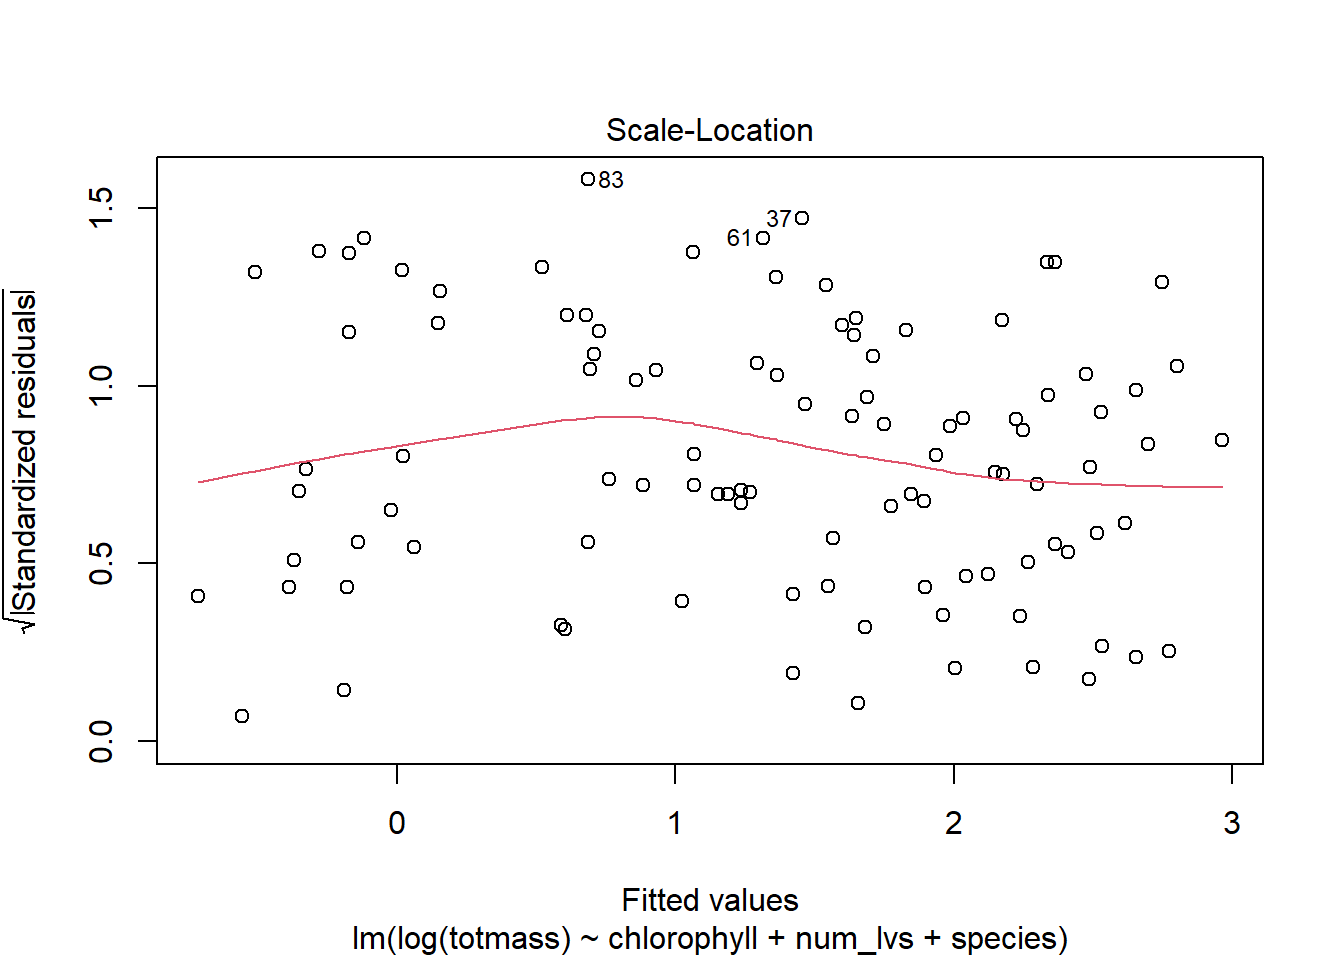 Scale-Location
√|Standardized residuals|
1.5
1.0
0.5
0.0
83
37
61
0 1 2 3
Fitted values
lm(log(totmass) ~ chlorophyll + num_lvs + species)